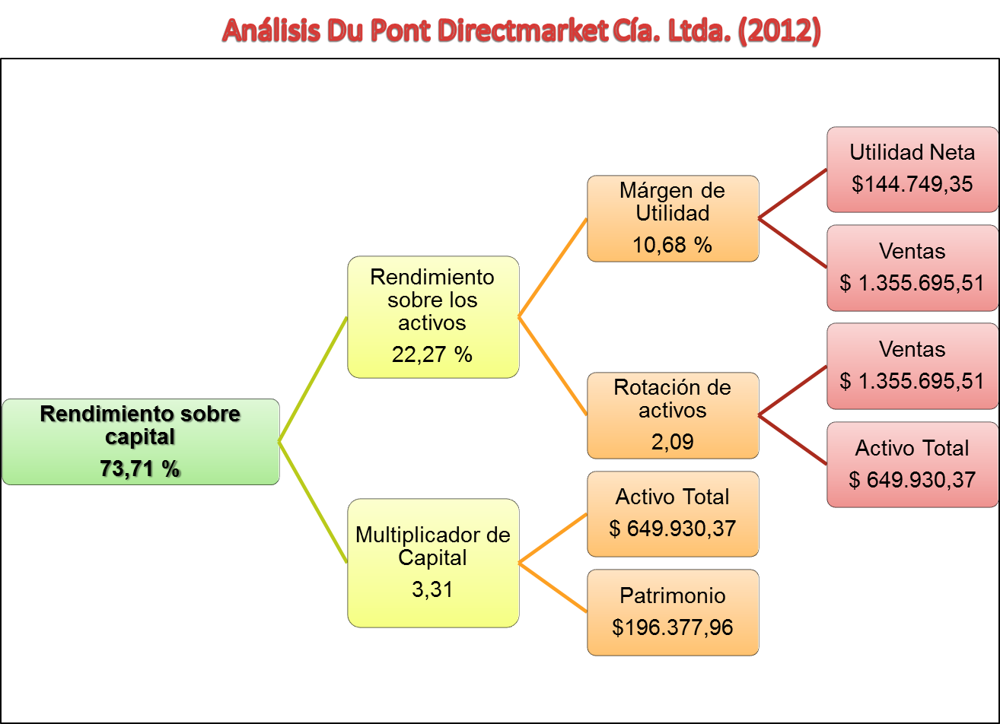 Análisis Du Pont Directmarket Cía. Ltda. (2012)
Utilidad Neta
$144.749,35
Márgen de
Utilidad
10,68 %
Ventas
$ 1.355.695,51
Rendimiento
sobre los
activos
22,27 %
Ventas
$ 1.355.695,51
Rotación de
activos
2,09
Activo Total
$ 649.930,37
Rendimiento sobre
capital
73,71 %
Activo Total
$ 649.930,37
Multiplicador de
Capital
3,31
Patrimonio
$196.377,96